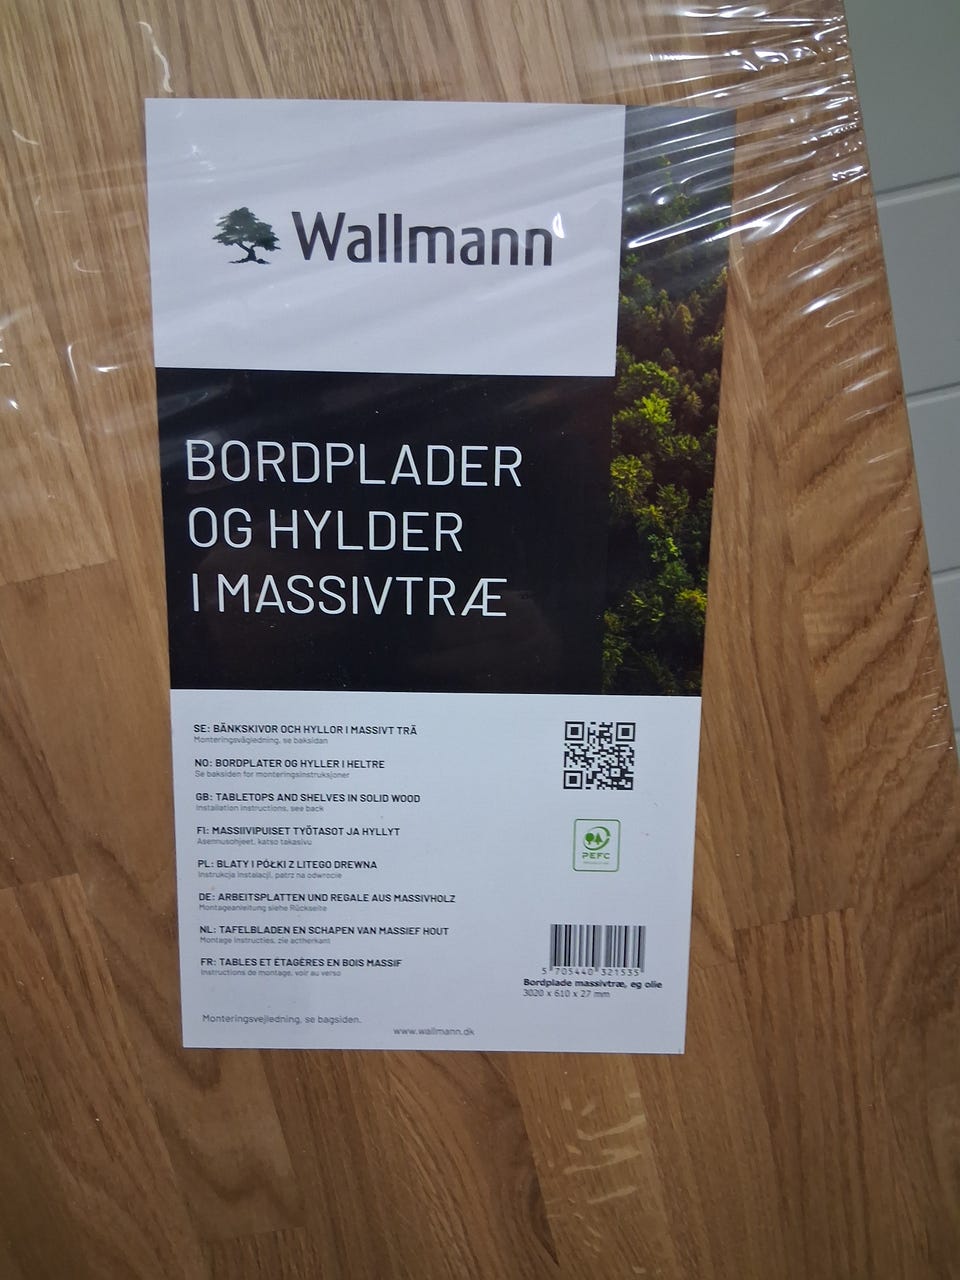 Wallmann
BORDPLADER
OG HYLDER
I MASSIVTRÆ
SE: BÄNKSKIVOR OCH HYLLOR I MASSIVT TRÄ
Monteringsvägledning, se baksidan
NO: BORDPLATER OG HYLLER I HELTRE
Se baksiden for monteringsinstruksjoner
GB: TABLETOPS AND SHELVES IN SOLID WOOD
Installation instructions, see back
FI: MASSIIVIPUISET TYÖTASOT JA HYLLYT
Asennusohjeet, katso takasivu
PL: BLATY I PÓŁKI Z LITEGO DREWNA
Instrukcja instalacji, patrz na odwrocie
DE: ARBEITSPLATTEN UND REGALE AUS MASSIVHOLZ
Montageanleitung siehe Rückseite
NL: TAFELBLADEN EN SCHAPEN VAN MASSIEF HOUT
Montage instructies, zie achterkant
FR: TABLES ET ÉTAGÈRES EN BOIS MASSIF
Instructions de montage, voir au verso
Monteringsvejledning, se bagsiden.
www.wallmann.dk
PEFC
5 705440 321535
Bordplade massivtræ, eg olie
3020 x 610 x 27 mm